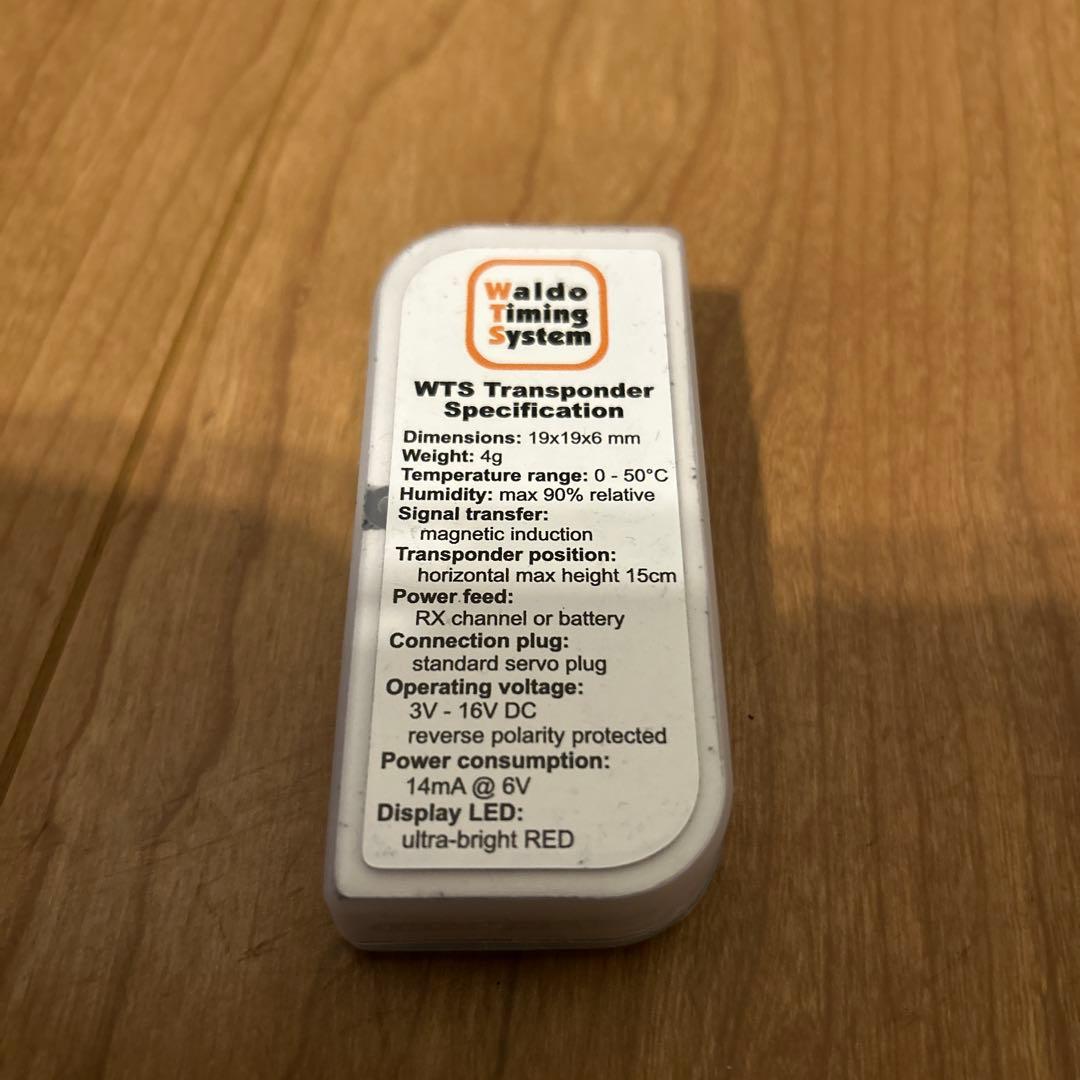 Waldo
Timing
System
WTS Transponder
Specification
Dimensions: 19x19x6 mm
Weight: 4g
Temperature range: 0 - 50°C
Humidity: max 90% relative
Signal transfer:
magnetic induction
Transponder position:
horizontal max height 15cm
Power feed:
RX channel or battery
Connection plug:
standard servo plug
Operating voltage:
3V - 16V DC
reverse polarity protected
Power consumption:
14mA @ 6V
Display LED:
ultra-bright RED